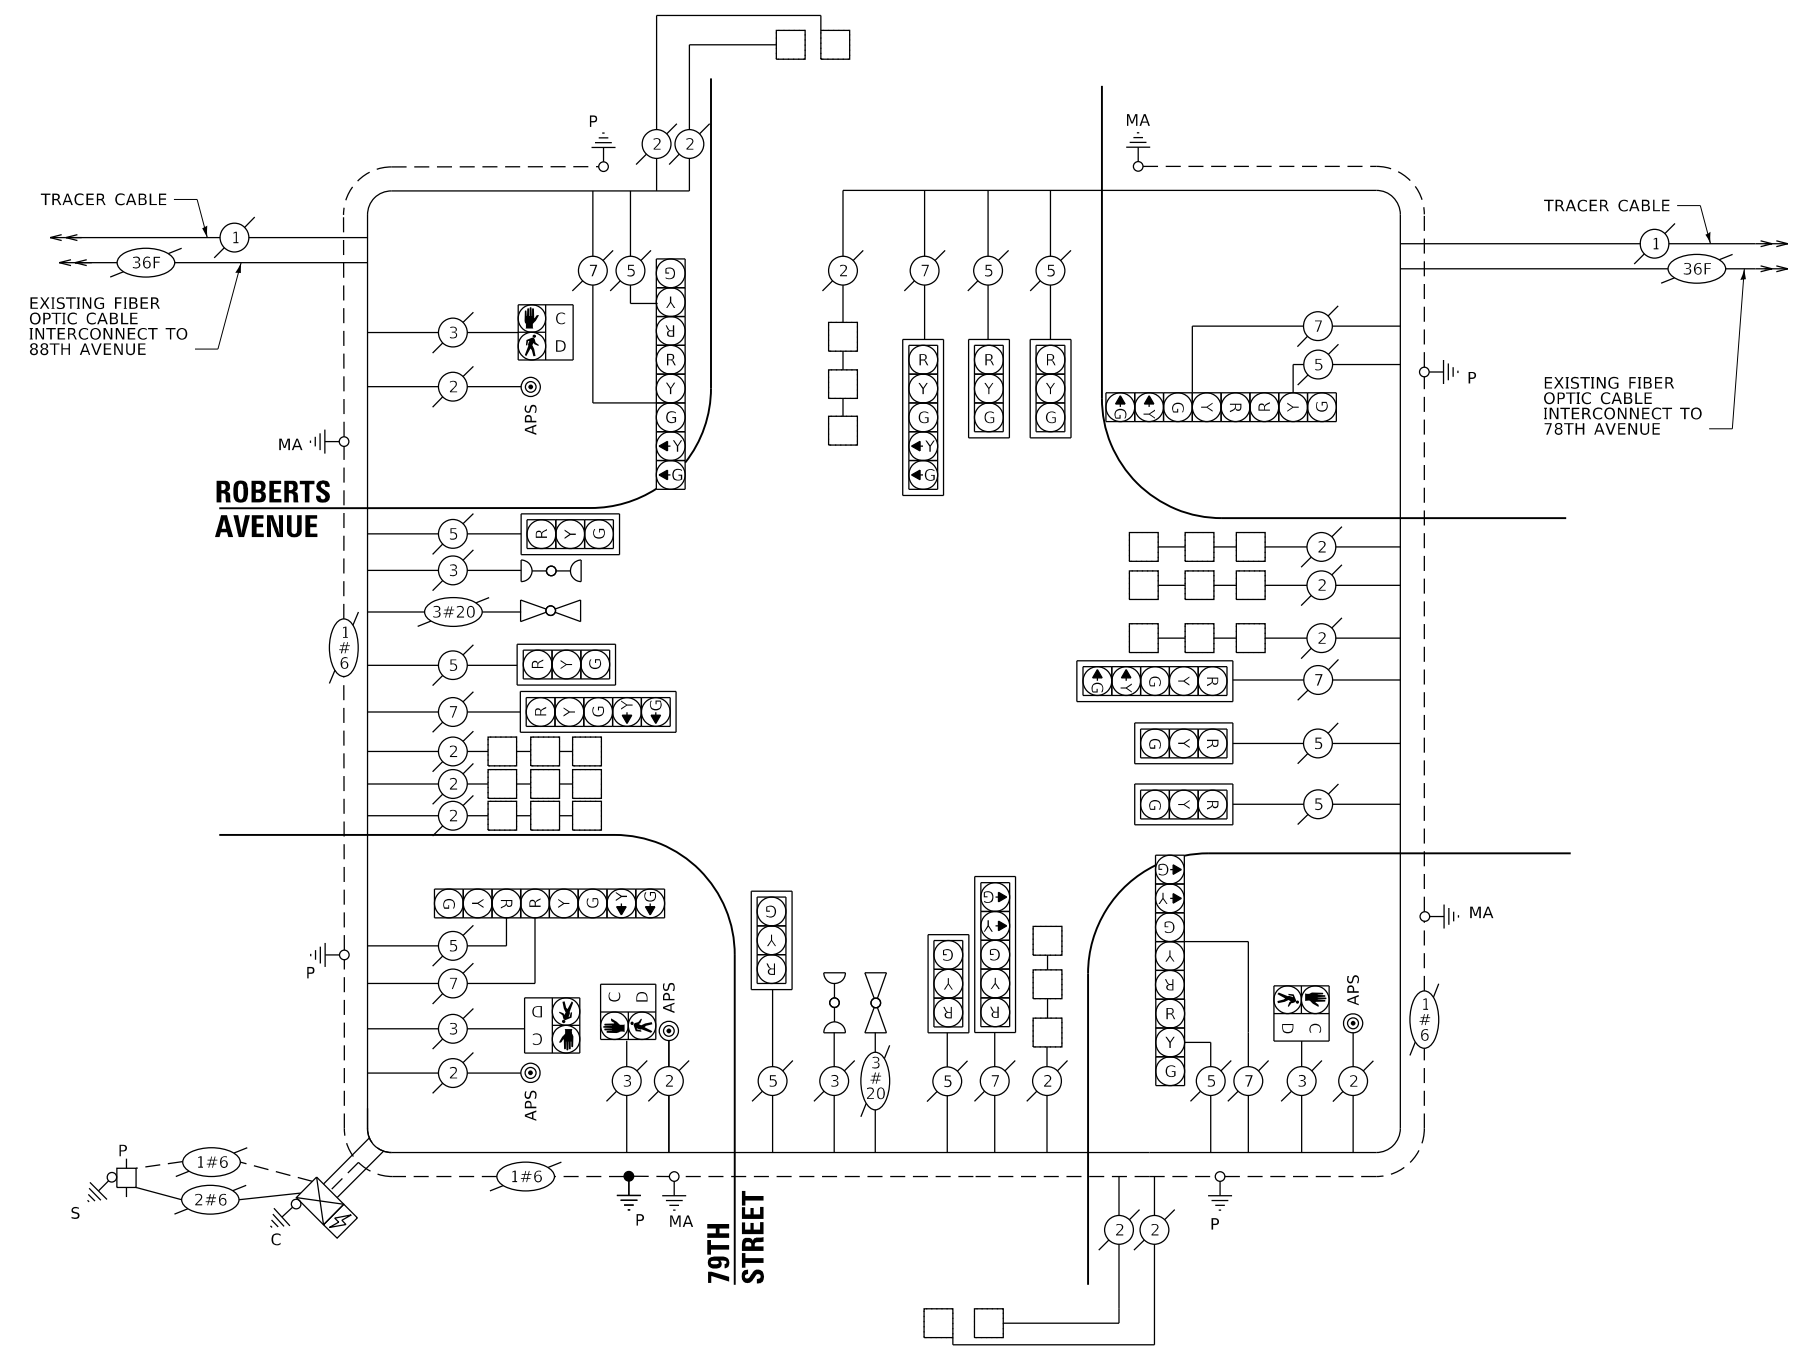 P
2 2
MA
TRACER CABLE
1
36F
EXISTING FIBER
OPTIC CABLE
INTERCONNECT TO
88TH AVENUE
TRACER CABLE
1
36F
EXISTING FIBER
OPTIC CABLE
INTERCONNECT TO
78TH AVENUE
7 5
G
Y
R
R
Y
G
Y
G
3
C
D
2
APS
MA
2 7 5 5
R
Y
G
Y
G
R
Y
G
R
Y
G
7
5
P
G Y G Y R R Y G
ROBERTS
AVENUE
5
R Y G
3
3#20
1
#
6
5
R Y G
7
R Y G Y G
2
2
2
2
2
2
G Y G Y R
7
G Y R
5
G Y R
5
G Y R R Y G Y G
5
7
P
3
D
C
2
APS
C D
APS
3 2
G
Y
R
5 3
3
#
20
G
Y
R
5
G
Y
G
Y
R
7 2
G
Y
G
Y
R
R
Y
G
5 7
D C
3
APS
2
MA
1
#
6
P
1#6
2#6
S
C
1#6
P
MA
79TH
STREET
2 2
P